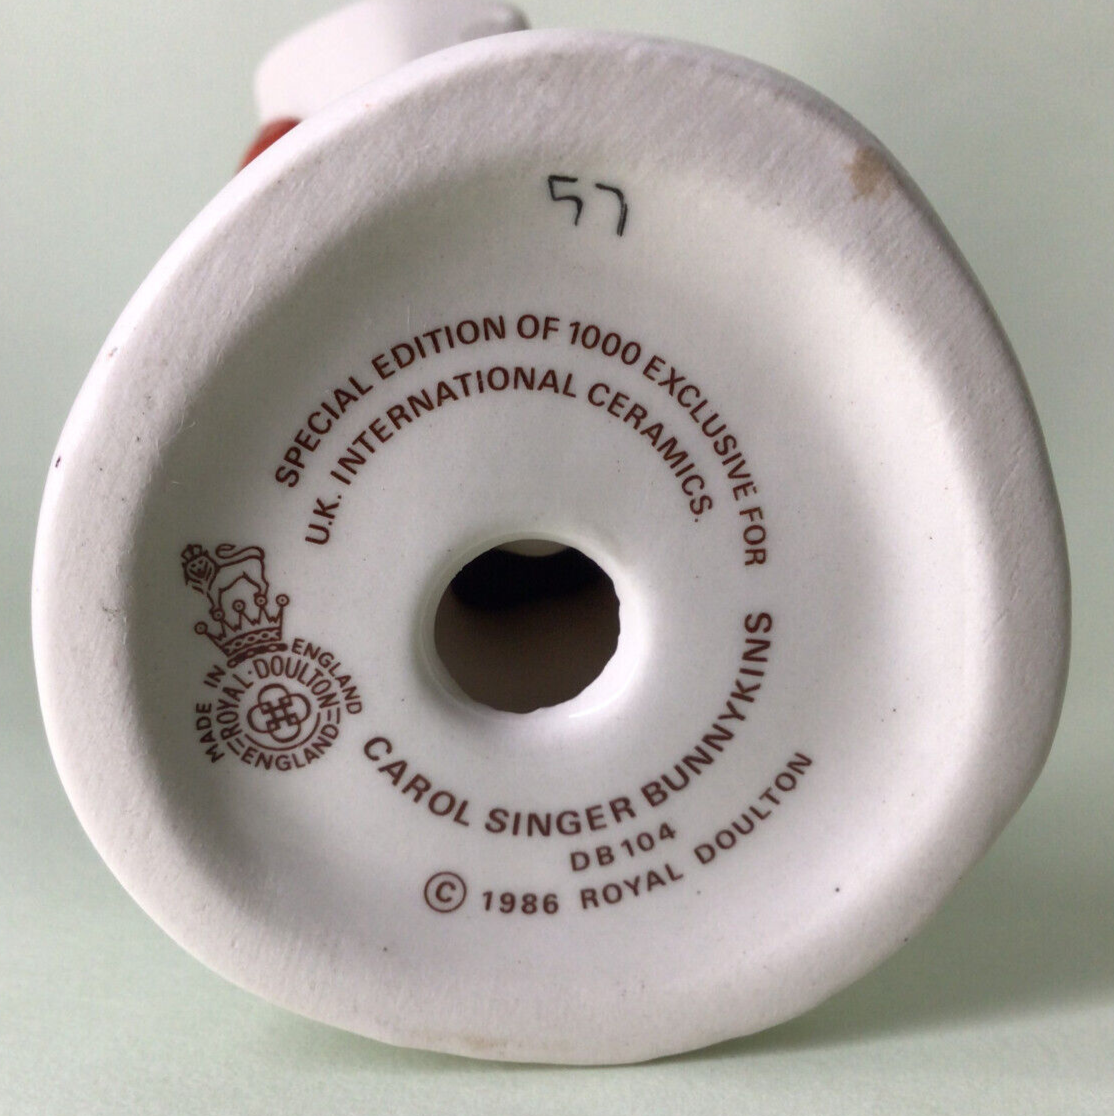 57
SPECIAL EDITION OF 1000 EXCLUSIVE FOR
U.K. INTERNATIONAL CERAMICS.
MADE IN ENGLAND
ROYAL·DOULTON
ENGLAND
CAROL SINGER BUNNYKINS
DB104
© 1986 ROYAL DOULTON